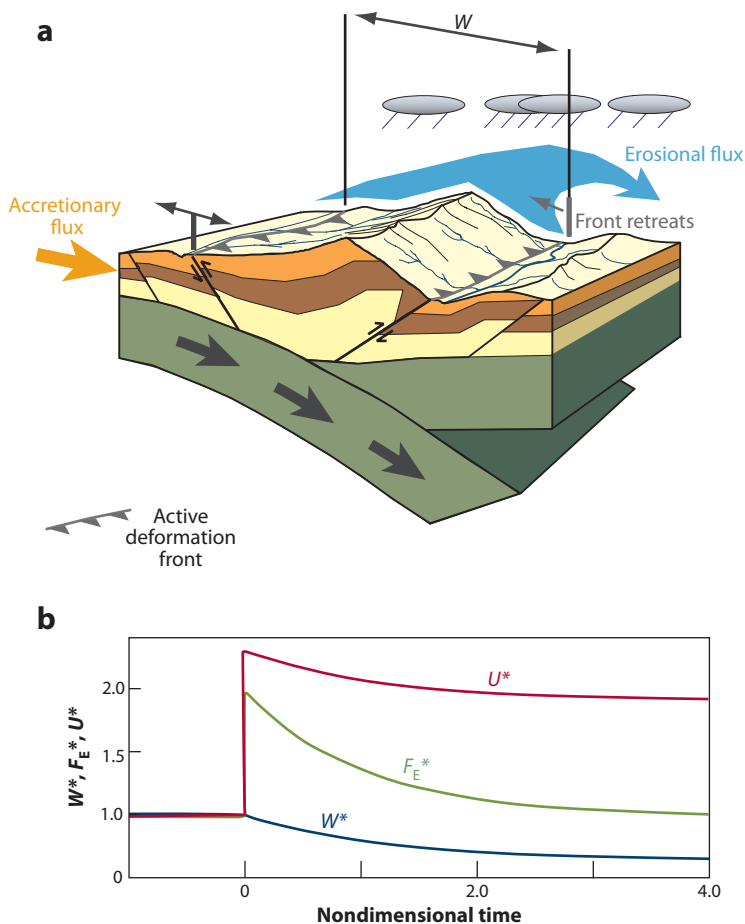 a
W
Erosional flux
Accretionary
flux
Front retreats
Active
deformation
front
b
W*, F_E*, U*
2.0
1.5
1.0
0
U*
F_E*
W*
0
2.0
4.0
Nondimensional time